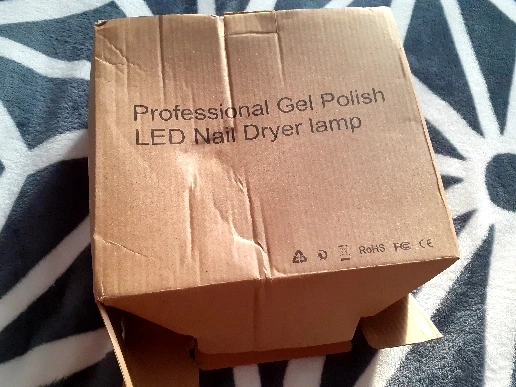 Professional Gel Polish
LED Nail Dryer lamp
RoHS FC CE